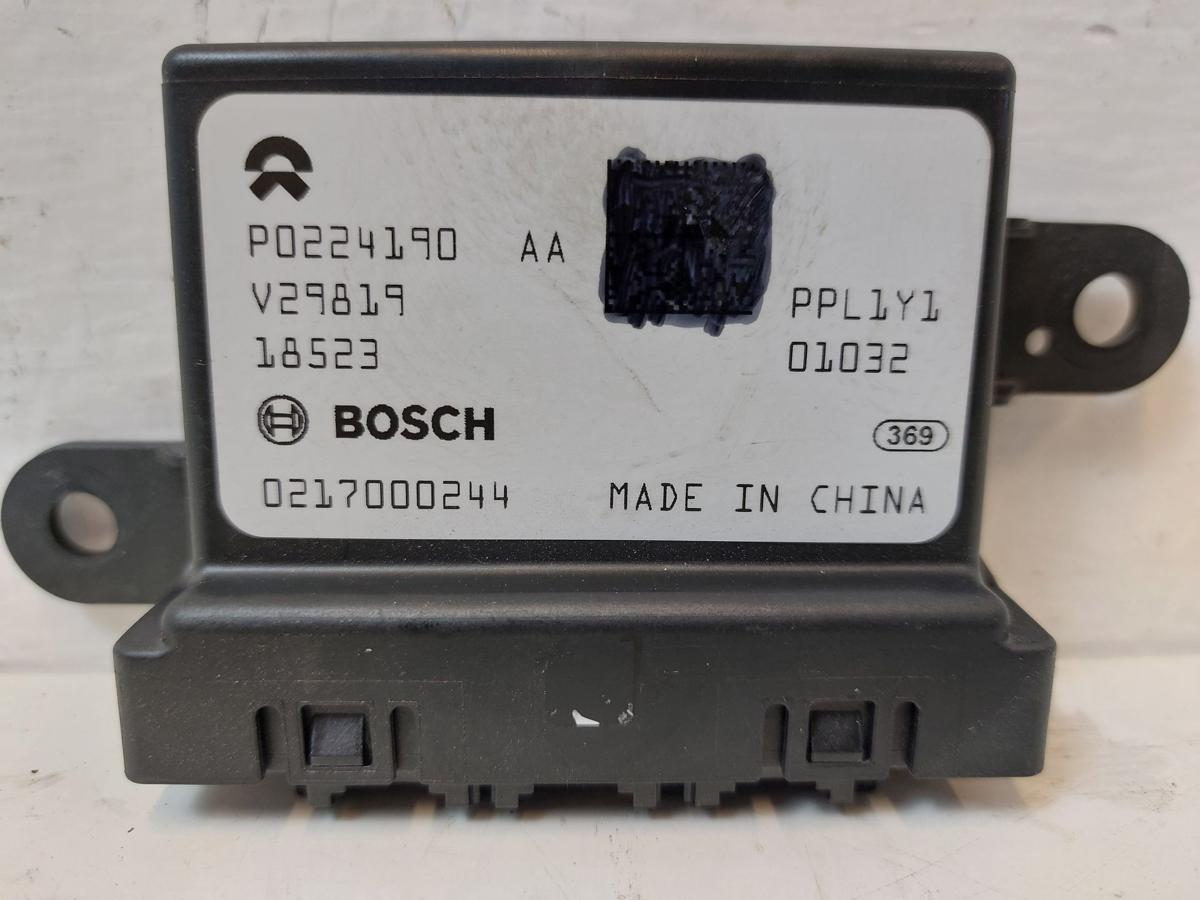 P0224190 AA
V29819 PPL1Y1
18523 01032
BOSCH 369
0217000244 MADE IN CHINA